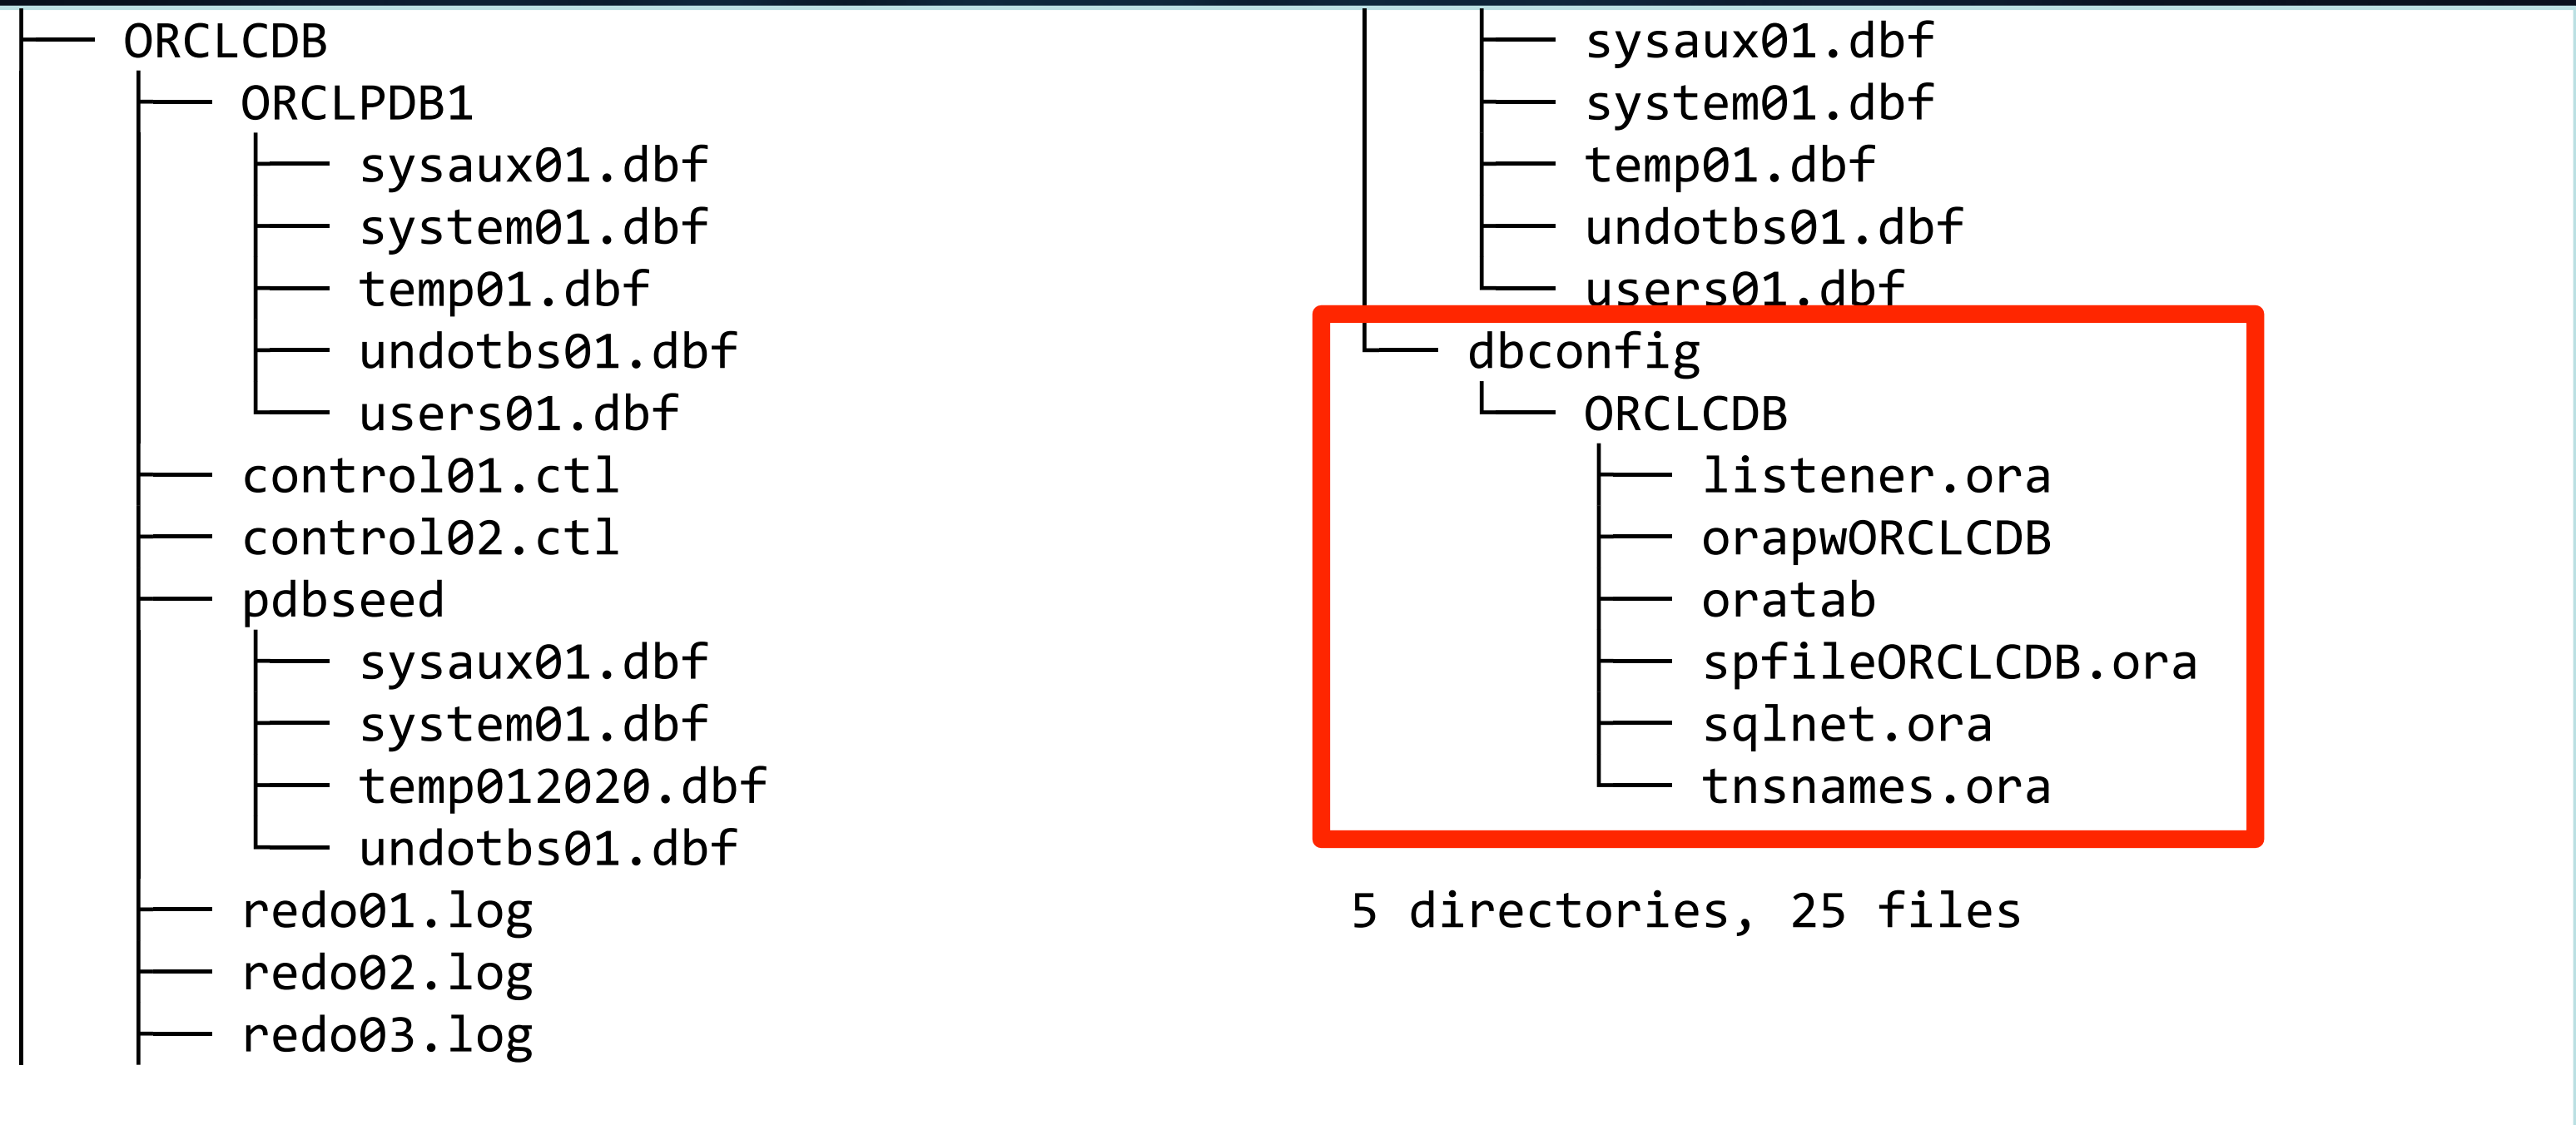 ORCLCDB
ORCLPDB1
sysaux01.dbf
system01.dbf
temp01.dbf
undotbs01.dbf
users01.dbf
control01.ctl
control02.ctl
pdbseed
sysaux01.dbf
system01.dbf
temp012020.dbf
undotbs01.dbf
redo01.log
redo02.log
redo03.log
sysaux01.dbf
system01.dbf
temp01.dbf
undotbs01.dbf
users01.dbf
dbconfig
ORCLCDB
listener.ora
orapwORCLCDB
oratab
spfileORCLCDB.ora
sqlnet.ora
tnsnames.ora
5 directories, 25 files